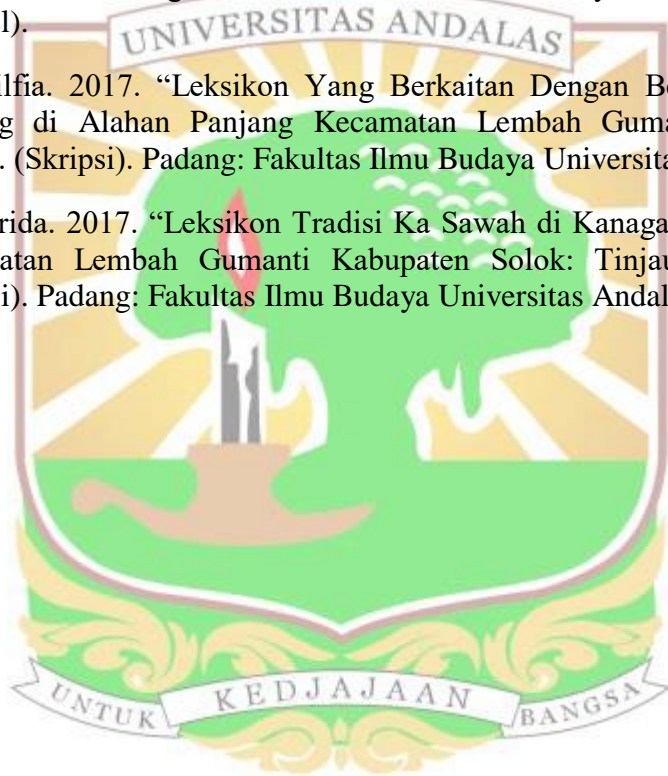 l).
UNIVERSITAS ANDALAS
lfia. 2017. “Leksikon Yang Berkaitan Dengan B
g di Alahan Panjang Kecamatan Lembah Guma
. (Skripsi). Padang: Fakultas Ilmu Budaya Universita
rida. 2017. “Leksikon Tradisi Ka Sawah di Kanaga
atan Lembah Gumanti Kabupaten Solok: Tinjau
i). Padang: Fakultas Ilmu Budaya Universitas Andal
UNTUK KEDJAJAAN BANGSA